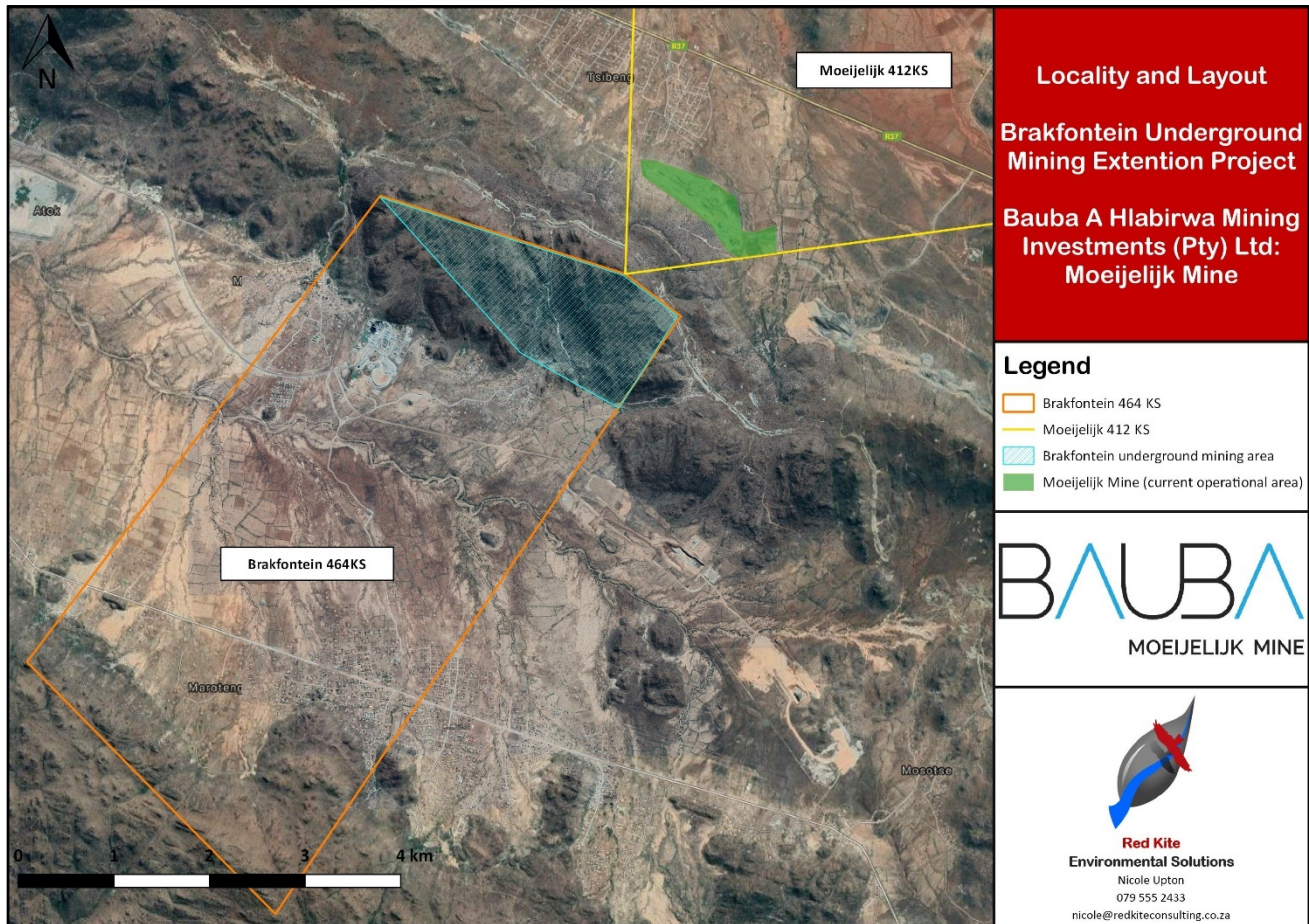 N
R37
Tsibeng
Moeijelijk 412KS
R37
Atok
M
Brakfontein 464KS
Maroteng
Mosotse
0 1 2 3 4 km
Locality and Layout
Brakfontein Underground
Mining Extention Project
Bauba A Hlabirwa Mining
Investments (Pty) Ltd:
Moeijelijk Mine
Legend
Brakfontein 464 KS
Moeijelijk 412 KS
Brakfontein underground mining area
Moeijelijk Mine (current operational area)
BAUBA
MOEIJELIJK MINE
Red Kite
Environmental Solutions
Nicole Upton
079 555 2433
nicole@redkiteconsulting.co.za